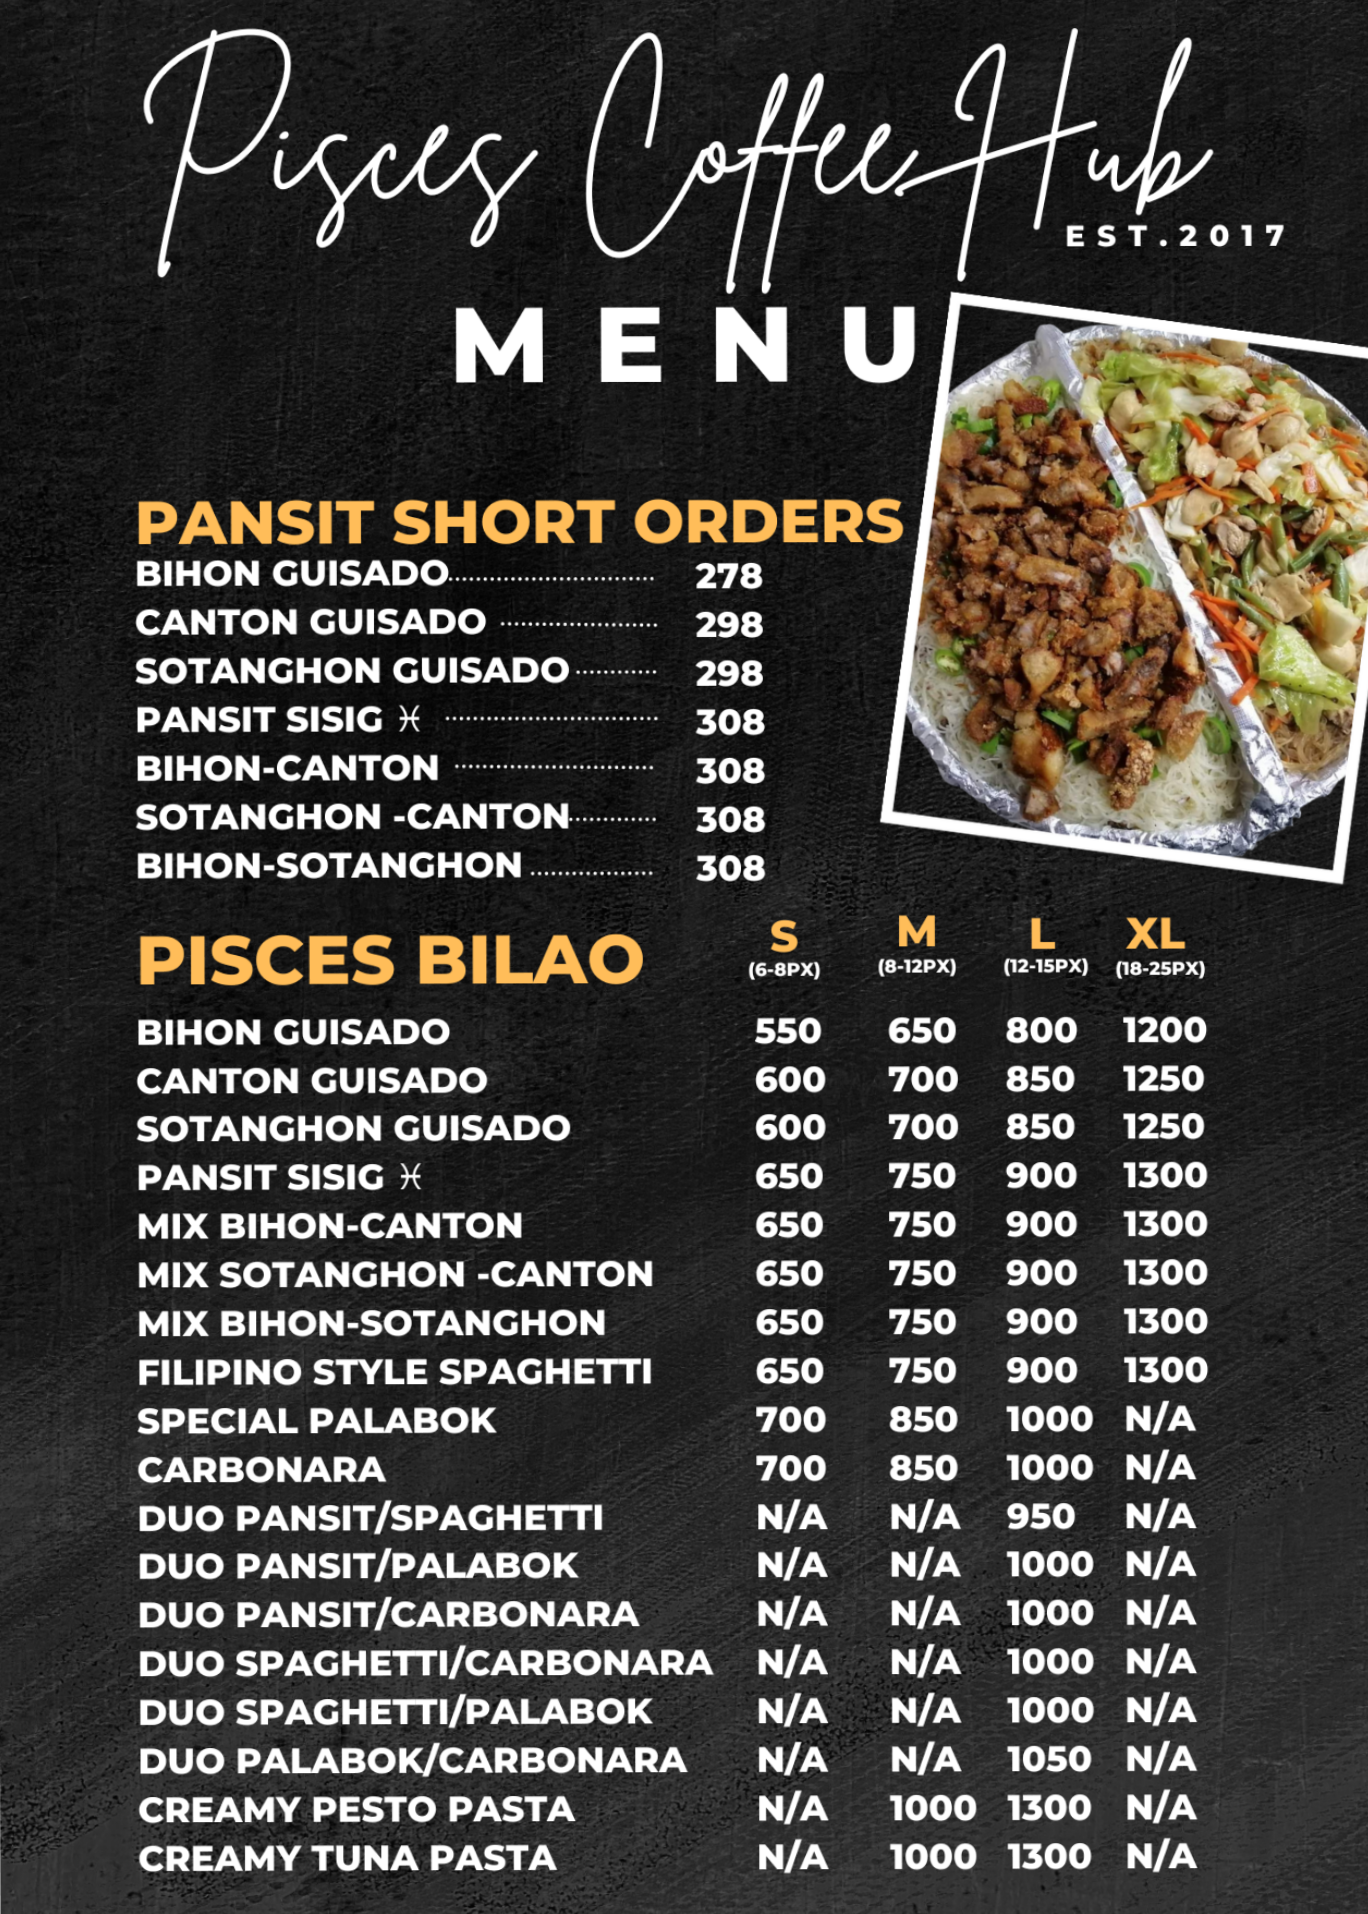 Pisces Coffee Hub
EST.2017
MENU
PANSIT SHORT ORDERS
BIHON GUISADO 278
CANTON GUISADO 298
SOTANGHON GUISADO 298
PANSIT SISIG ♓︎ 308
BIHON-CANTON 308
SOTANGHON -CANTON 308
BIHON-SOTANGHON 308
PISCES BILAO S M L XL
(6-8PX) (8-12PX) (12-15PX) (18-25PX)
BIHON GUISADO 550 650 800 1200
CANTON GUISADO 600 700 850 1250
SOTANGHON GUISADO 600 700 850 1250
PANSIT SISIG ♓︎ 650 750 900 1300
MIX BIHON-CANTON 650 750 900 1300
MIX SOTANGHON -CANTON 650 750 900 1300
MIX BIHON-SOTANGHON 650 750 900 1300
FILIPINO STYLE SPAGHETTI 650 750 900 1300
SPECIAL PALABOK 700 850 1000 N/A
CARBONARA 700 850 1000 N/A
DUO PANSIT/SPAGHETTI N/A N/A 950 N/A
DUO PANSIT/PALABOK N/A N/A 1000 N/A
DUO PANSIT/CARBONARA N/A N/A 1000 N/A
DUO SPAGHETTI/CARBONARA N/A N/A 1000 N/A
DUO SPAGHETTI/PALABOK N/A N/A 1000 N/A
DUO PALABOK/CARBONARA N/A N/A 1050 N/A
CREAMY PESTO PASTA N/A 1000 1300 N/A
CREAMY TUNA PASTA N/A 1000 1300 N/A